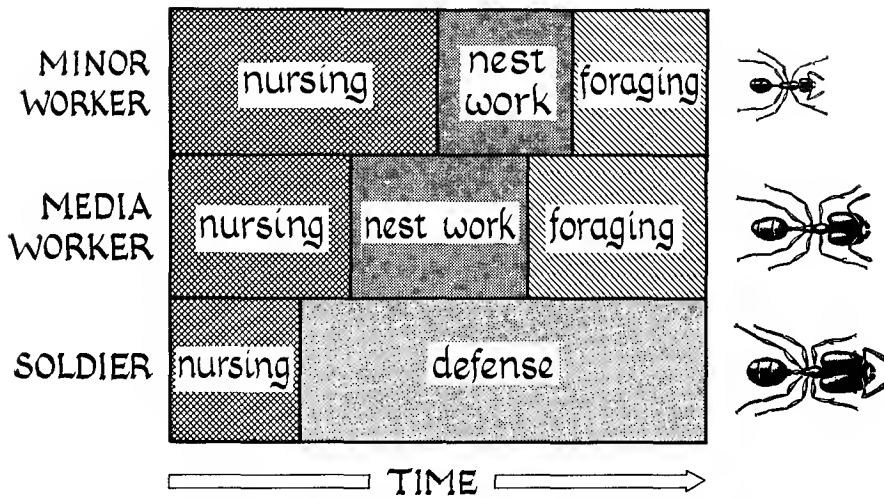 MINOR
WORKER
nursing
nest
work
foraging
MEDIA
WORKER
nursing
nest work
foraging
SOLDIER
nursing
defense
TIME